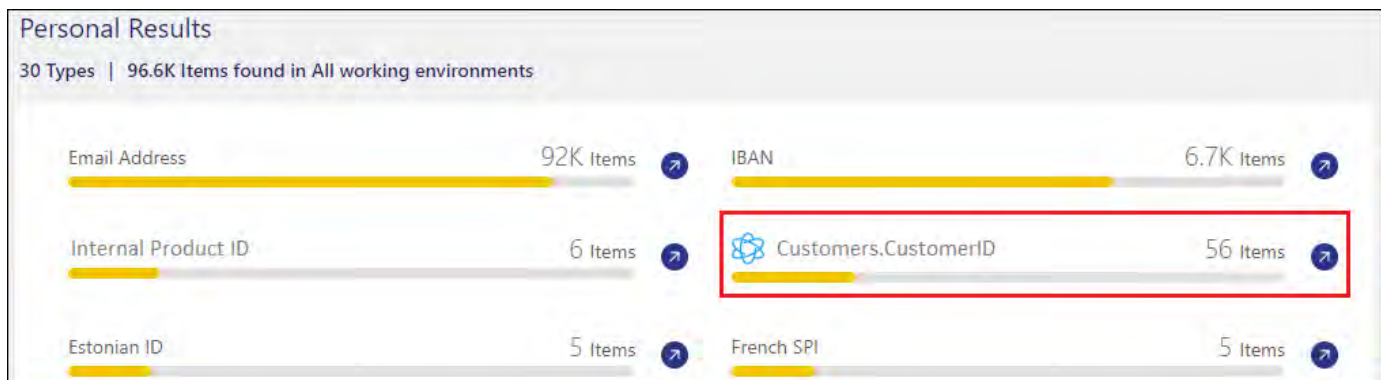 Personal Results
30 Types | 96.6K Items found in All working environments
Email Address 92K Items
IBAN 6.7K Items
Internal Product ID 6 Items
Customers.CustomerID 56 Items
Estonian ID 5 Items
French SPI 5 Items